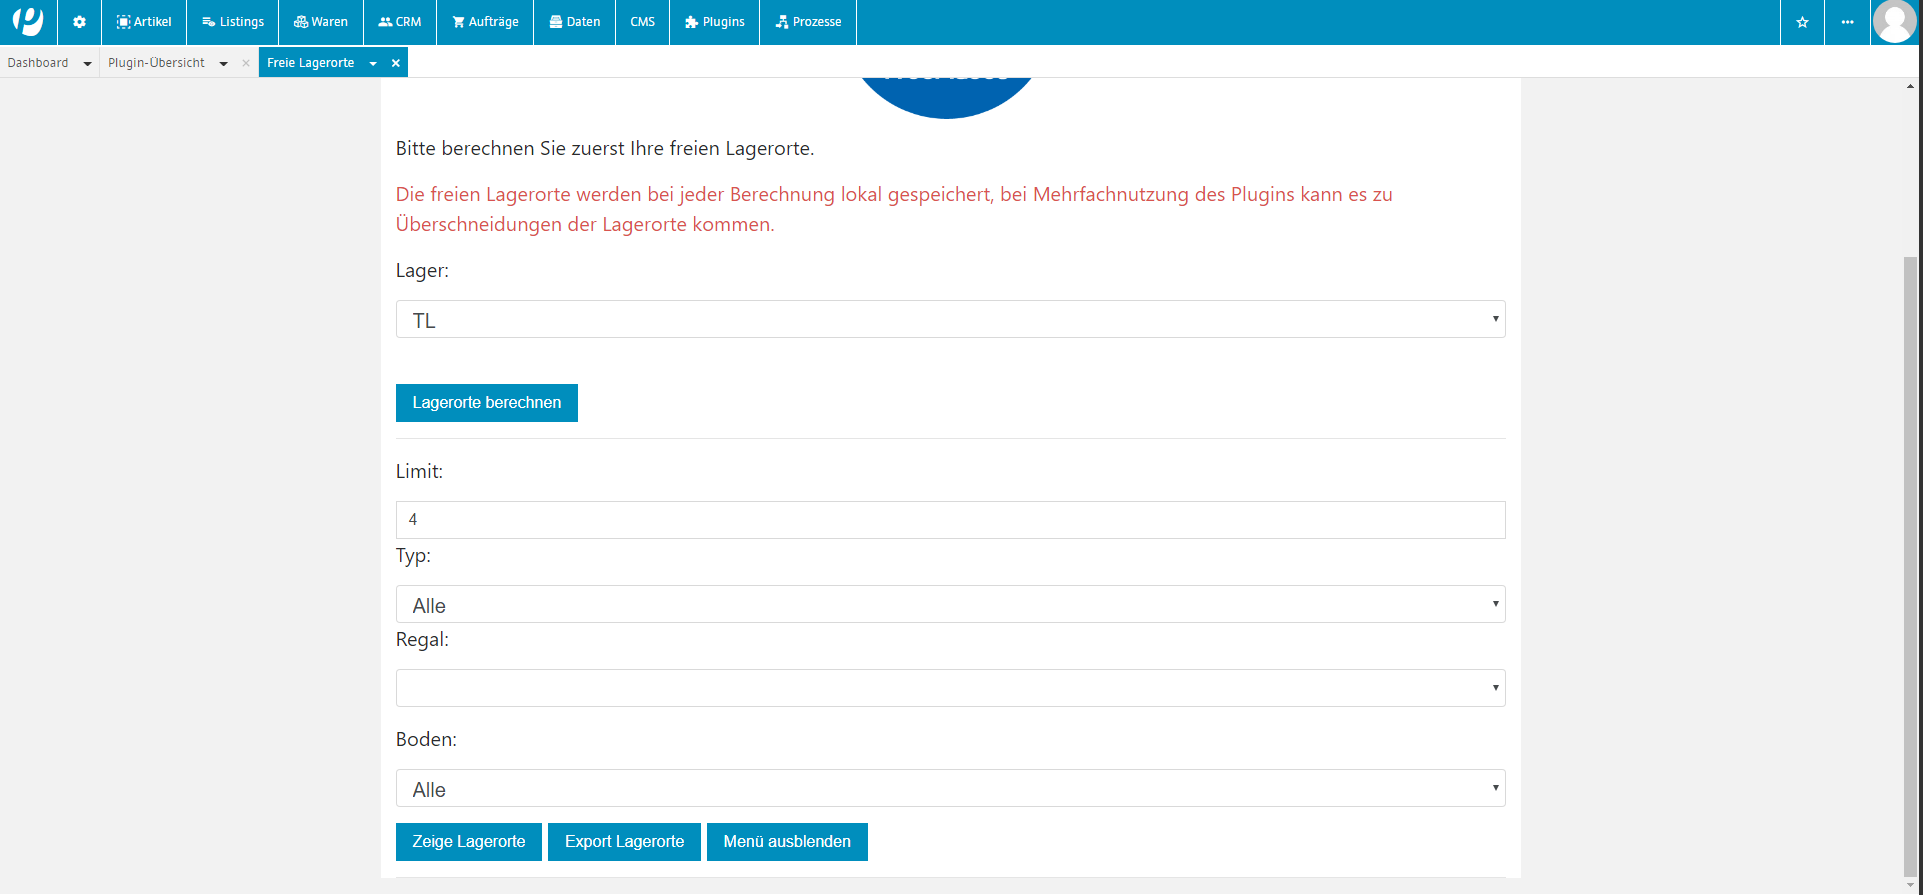 Artikel Listings Waren CRM Aufträge Daten CMS Plugins Prozesse
Dashboard Plugin-Übersicht Freie Lagerorte
Bitte berechnen Sie zuerst Ihre freien Lagerorte.
Die freien Lagerorte werden bei jeder Berechnung lokal gespeichert, bei Mehrfachnutzung des Plugins kann es zu
Überschneidungen der Lagerorte kommen.
Lager:
TL
Lagerorte berechnen
Limit:
4
Typ:
Alle
Regal:
Boden:
Alle
Zeige Lagerorte Export Lagerorte Menü ausblenden